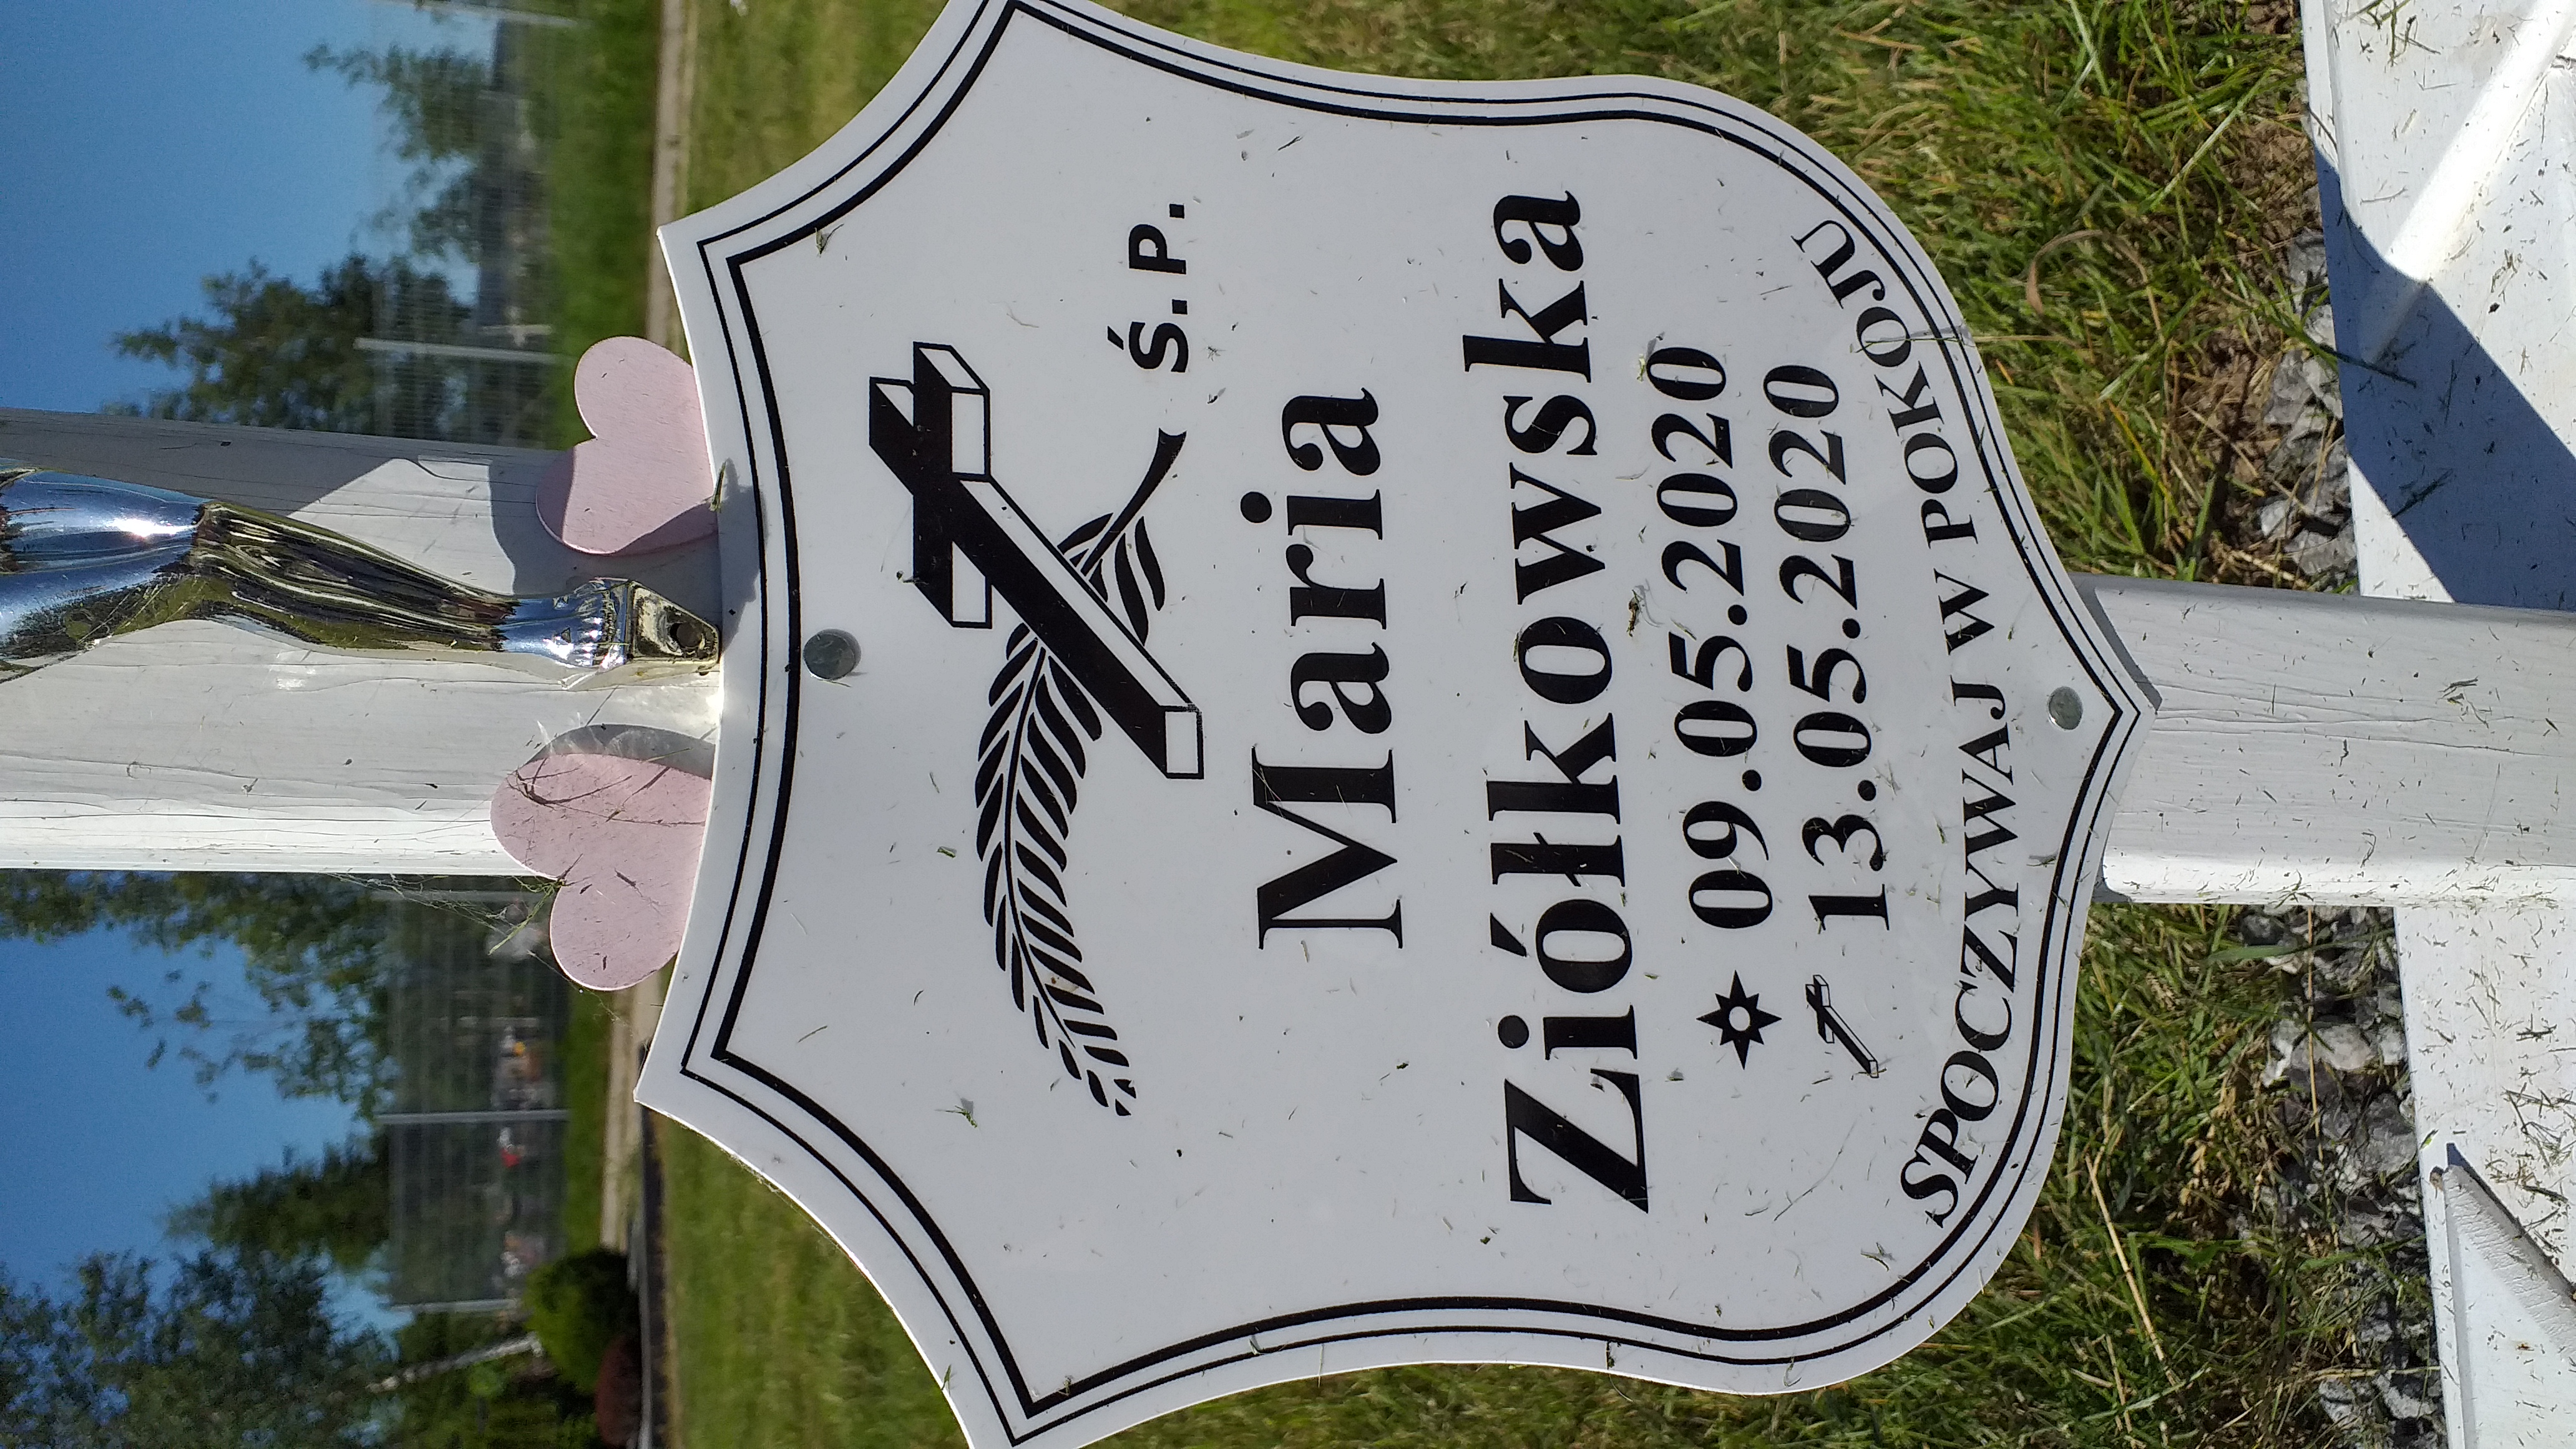 Ś.P.
Maria
Ziółkowska
09.05.2020
13.05.2020
SPOCZYWAJ W POKOJU